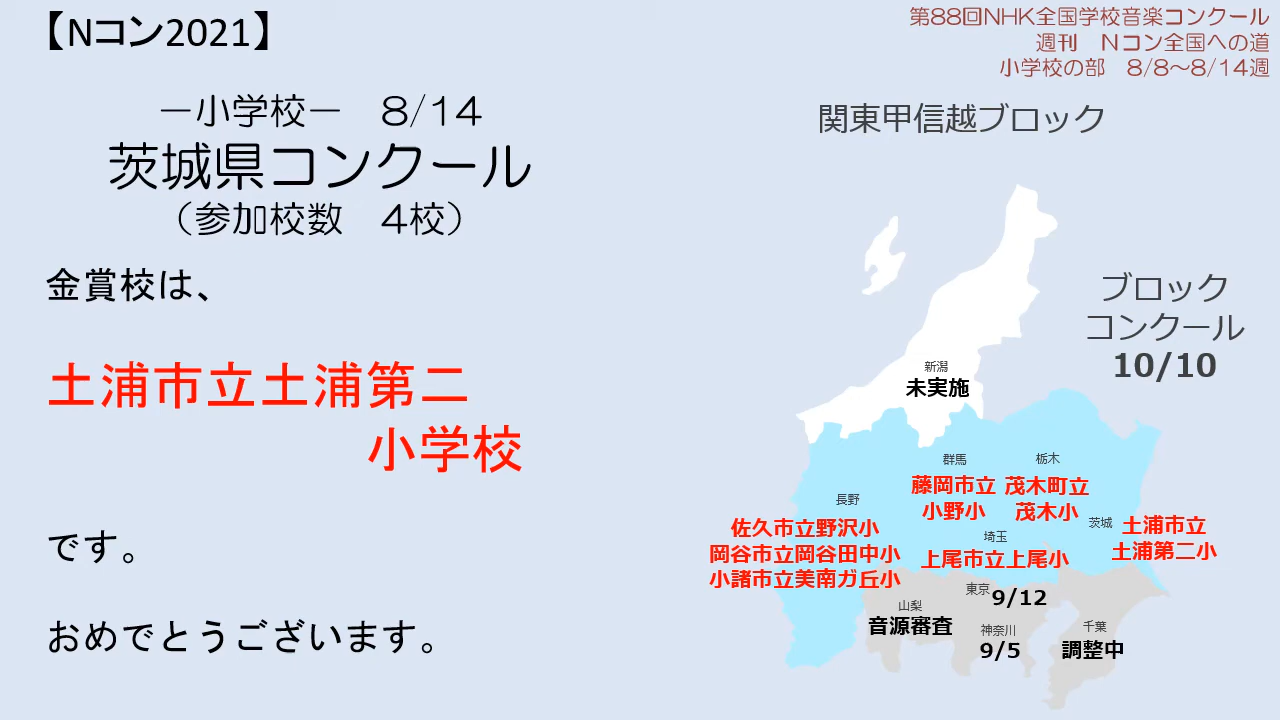 【Nコン2021】
第88回NHK全国学校音楽コンクール
週刊　Nコン全国への道
小学校の部　8/8～8/14週
－小学校－　8/14
茨城県コンクール
（参加校数　4校）
金賞校は、
土浦市立土浦第二
小学校
です。
おめでとうございます。
関東甲信越ブロック
ブロック
コンクール
10/10
新潟
未実施
群馬
藤岡市立
小野小
栃木
茂木町立
茂木小
長野
佐久市立野沢小
岡谷市立岡谷田中小
小諸市立美南ガ丘小
茨城
土浦市立
土浦第二小
埼玉
上尾市立上尾小
東京
9/12
山梨
音源審査
神奈川
9/5
千葉
調整中